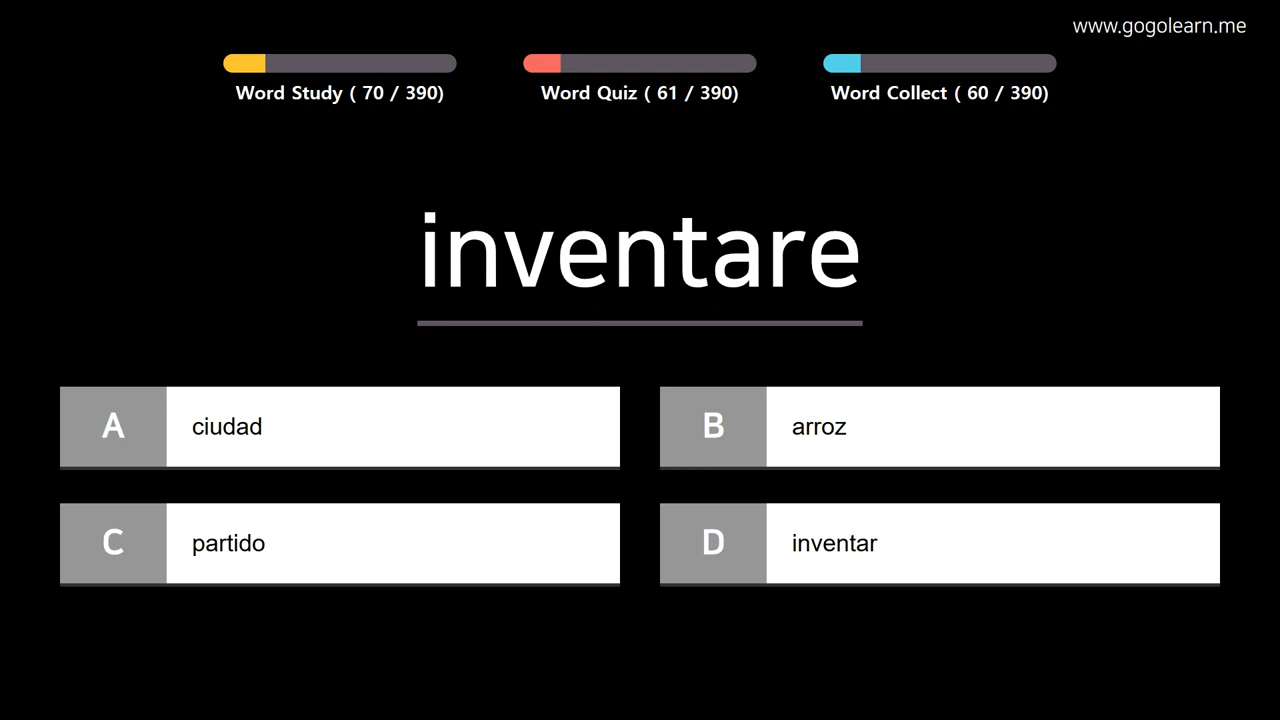 www.gogolearn.me
Word Study ( 70 / 390)
Word Quiz ( 61 / 390)
Word Collect ( 60 / 390)
inventare
A ciudad
B arroz
C partido
D inventar